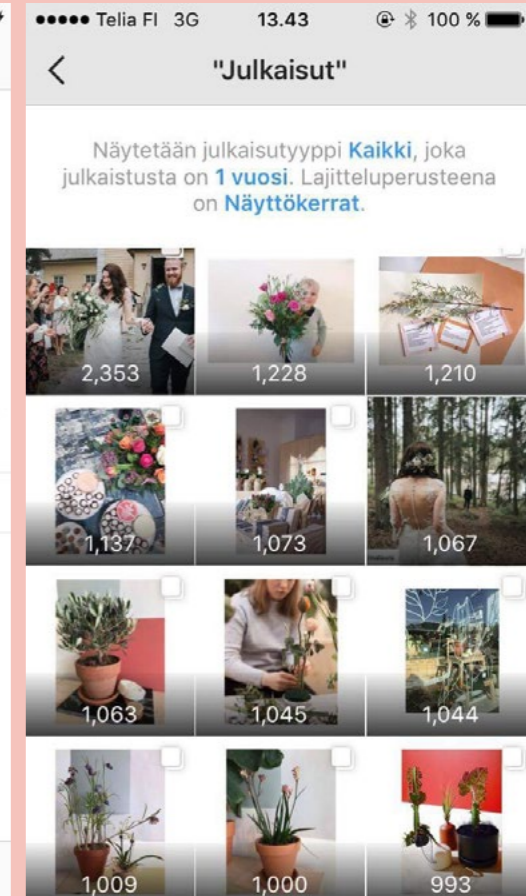 Telia FI 3G 13.43 100 %
"Julkaisut"
Näytetään julkaisutyyppi Kaikki, joka
julkaistusta on 1 vuosi. Lajitteluperusteena
on Näyttökerrat.
2,353 1,228 1,210
1,137 1,073 1,067
1,063 1,045 1,044
1,009 1,000 993